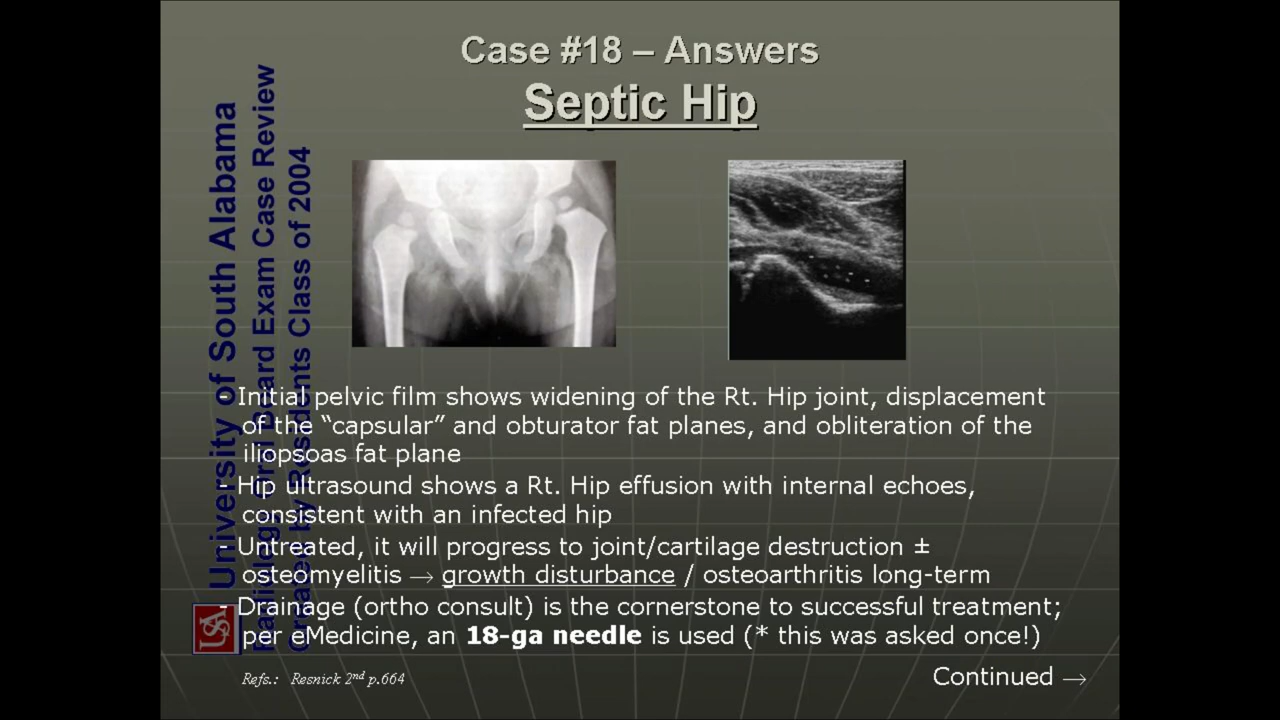 Case #18 – Answers
Septic Hip
University of South Alabama
Radiology Oral Board Exam Case Review
Created by Residents Class of 2004
- Initial pelvic film shows widening of the Rt. Hip joint, displacement
of the “capsular” and obturator fat planes, and obliteration of the
iliopsoas fat plane
- Hip ultrasound shows a Rt. Hip effusion with internal echoes,
consistent with an infected hip
- Untreated, it will progress to joint/cartilage destruction ±
osteomyelitis → growth disturbance / osteoarthritis long-term
- Drainage (ortho consult) is the cornerstone to successful treatment;
per eMedicine, an 18-ga needle is used (* this was asked once!)
USA
Refs.: Resnick 2nd p.664
Continued →